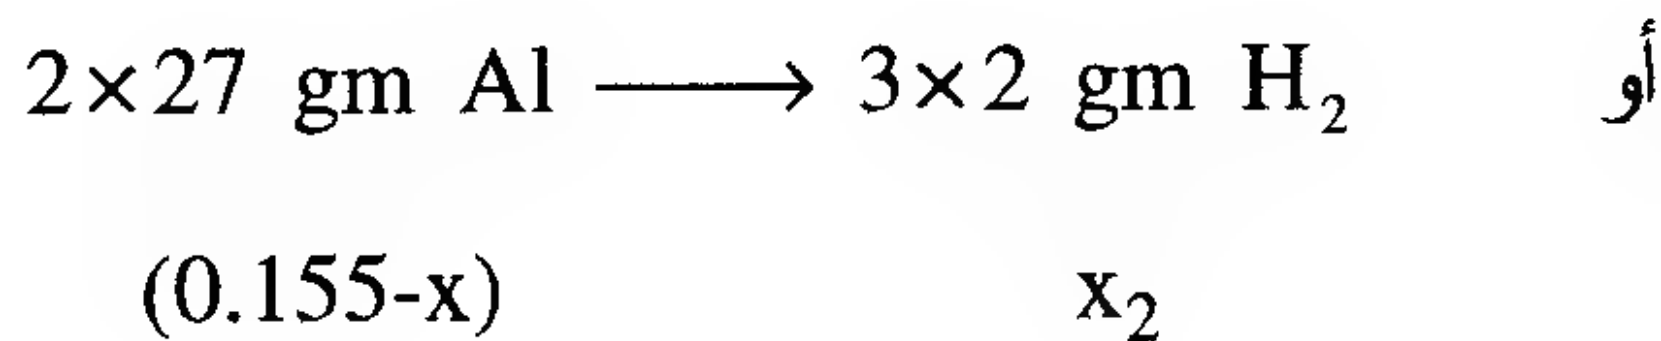 أو 2×27 gm Al ⟶ 3×2 gm H₂
(0.155-x) x₂